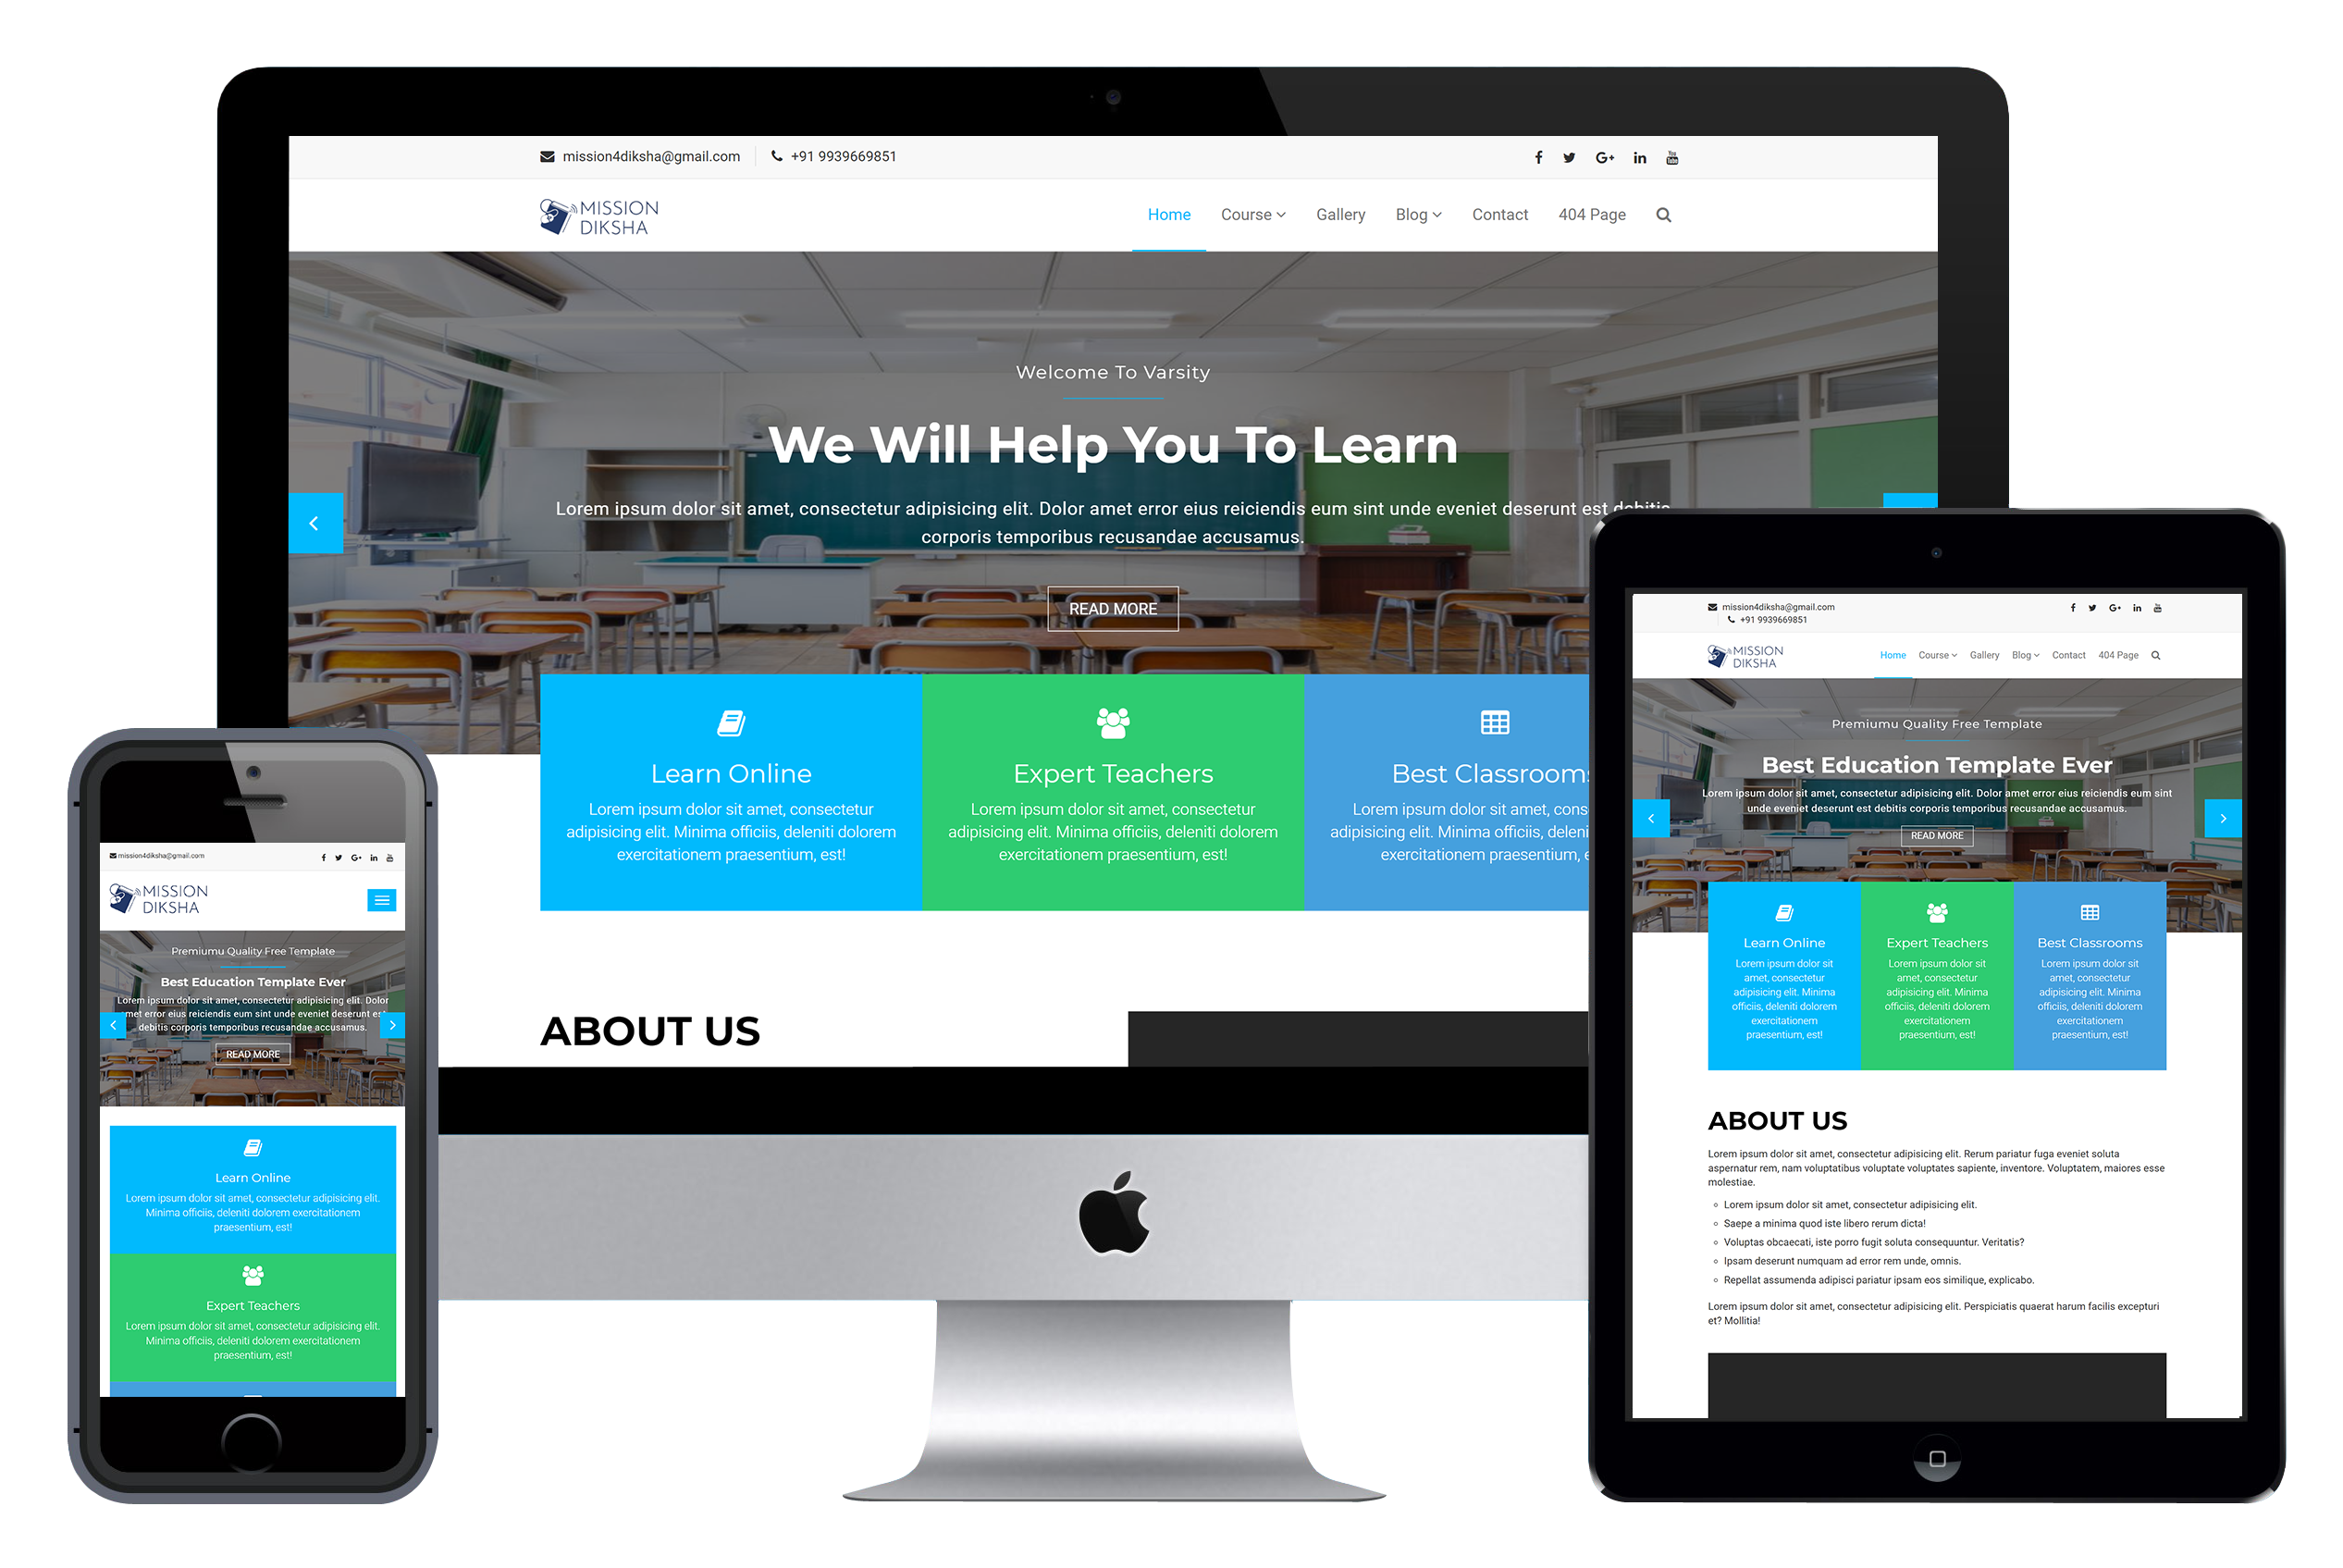 mission4diksha@gmail.com +91 9939669851
MISSION
DIKSHA
Home Course Gallery Blog Contact 404 Page
Welcome To Varsity
We Will Help You To Learn
Lorem ipsum dolor sit amet, consectetur adipisicing elit. Dolor amet error eius reiciendis eum sint unde eveniet deserunt est debitis
corporis temporibus recusandae accusamus.
READ MORE
Learn Online
Lorem ipsum dolor sit amet, consectetur
adipisicing elit. Minima officiis, deleniti dolorem
exercitationem praesentium, est!
Expert Teachers
Lorem ipsum dolor sit amet, consectetur
adipisicing elit. Minima officiis, deleniti dolorem
exercitationem praesentium, est!
Best Classrooms
Lorem ipsum dolor sit amet, cons
adipisicing elit. Minima officiis, deleni
exercitationem praesentium, e
ABOUT US
mission4diksha@gmail.com
MISSION
DIKSHA
Premiumu Quality Free Template
Best Education Template Ever
Lorem ipsum dolor sit amet, consectetur adipisicing elit. Dolor
amet error eius reiciendis eum sint unde eveniet deserunt est
debitis corporis temporibus recusandae accusamus.
READ MORE
Learn Online
Lorem ipsum dolor sit amet, consectetur adipisicing elit.
Minima officiis, deleniti dolorem exercitationem
praesentium, est!
Expert Teachers
Lorem ipsum dolor sit amet, consectetur adipisicing elit.
Minima officiis, deleniti dolorem exercitationem
praesentium, est!
mission4diksha@gmail.com
+91 9939669851
MISSION
DIKSHA
Home Course Gallery Blog Contact 404 Page
Premiumu Quality Free Template
Best Education Template Ever
Lorem ipsum dolor sit amet, consectetur adipisicing elit. Dolor amet error eius reiciendis eum sint
unde eveniet deserunt est debitis corporis temporibus recusandae accusamus.
READ MORE
Learn Online
Lorem ipsum dolor sit
amet, consectetur
adipisicing elit. Minima
officiis, deleniti dolorem
exercitationem
praesentium, est!
Expert Teachers
Lorem ipsum dolor sit
amet, consectetur
adipisicing elit. Minima
officiis, deleniti dolorem
exercitationem
praesentium, est!
Best Classrooms
Lorem ipsum dolor sit
amet, consectetur
adipisicing elit. Minima
officiis, deleniti dolorem
exercitationem
praesentium, est!
ABOUT US
Lorem ipsum dolor sit amet, consectetur adipisicing elit. Rerum pariatur fuga eveniet soluta
aspernatur rem, nam voluptatibus voluptate voluptates sapiente, inventore. Voluptatem, maiores esse
molestiae.
Lorem ipsum dolor sit amet, consectetur adipisicing elit.
Saepe a minima quod iste libero rerum dicta!
Voluptas obcaecati, iste porro fugit soluta consequuntur. Veritatis?
Ipsam deserunt numquam ad error rem unde, omnis.
Repellat assumenda adipisci pariatur ipsam eos similique, explicabo.
Lorem ipsum dolor sit amet, consectetur adipisicing elit. Perspiciatis quaerat harum facilis excepturi
et? Mollitia!